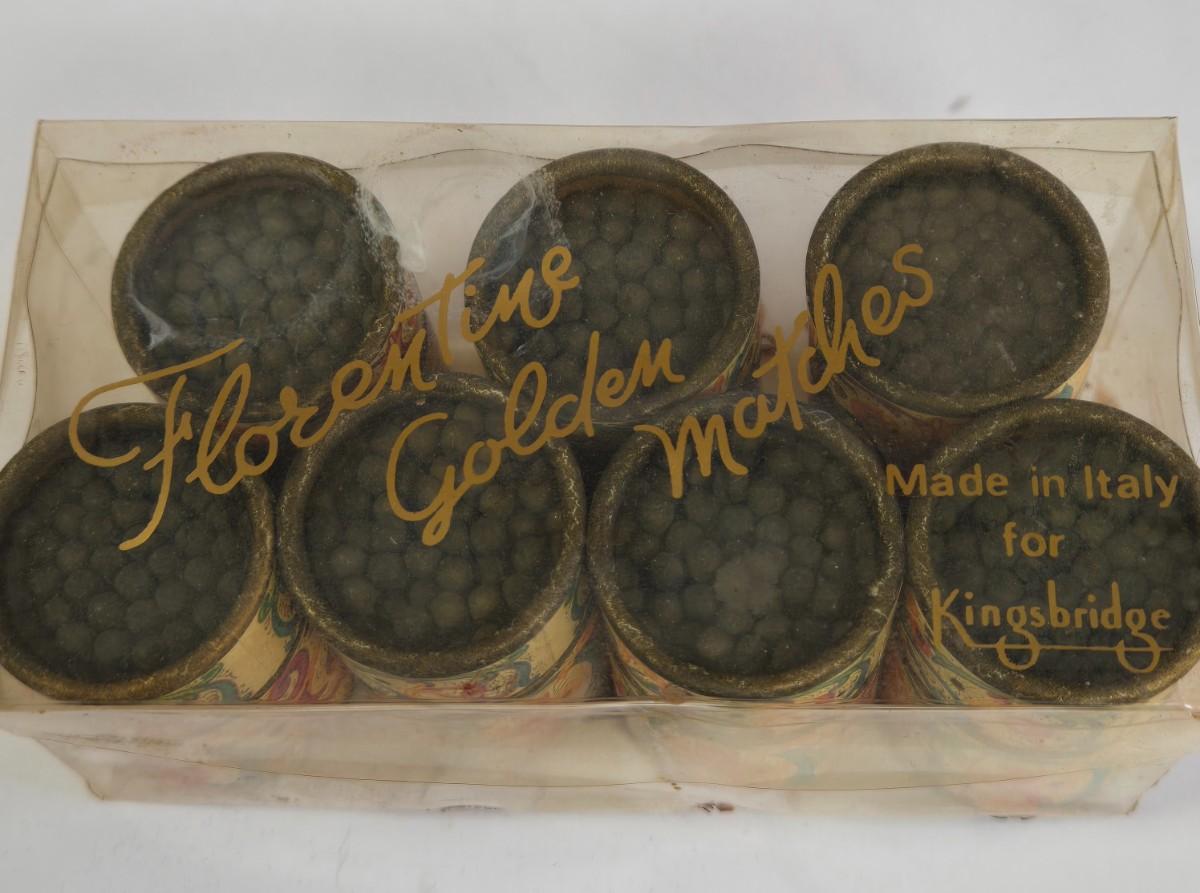 Florentine
Golden
Matches
Made in Italy
for
Kingsbridge